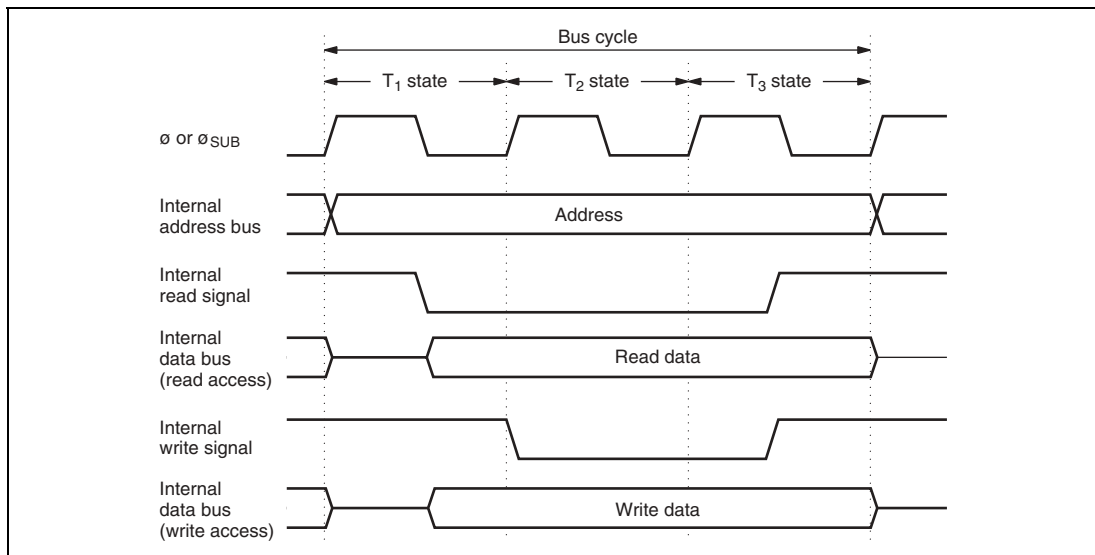 Bus cycle
T₁ state
T₂ state
T₃ state
ø or øSUB
Internal
address bus
Address
Internal
read signal
Internal
data bus
(read access)
Read data
Internal
write signal
Internal
data bus
(write access)
Write data